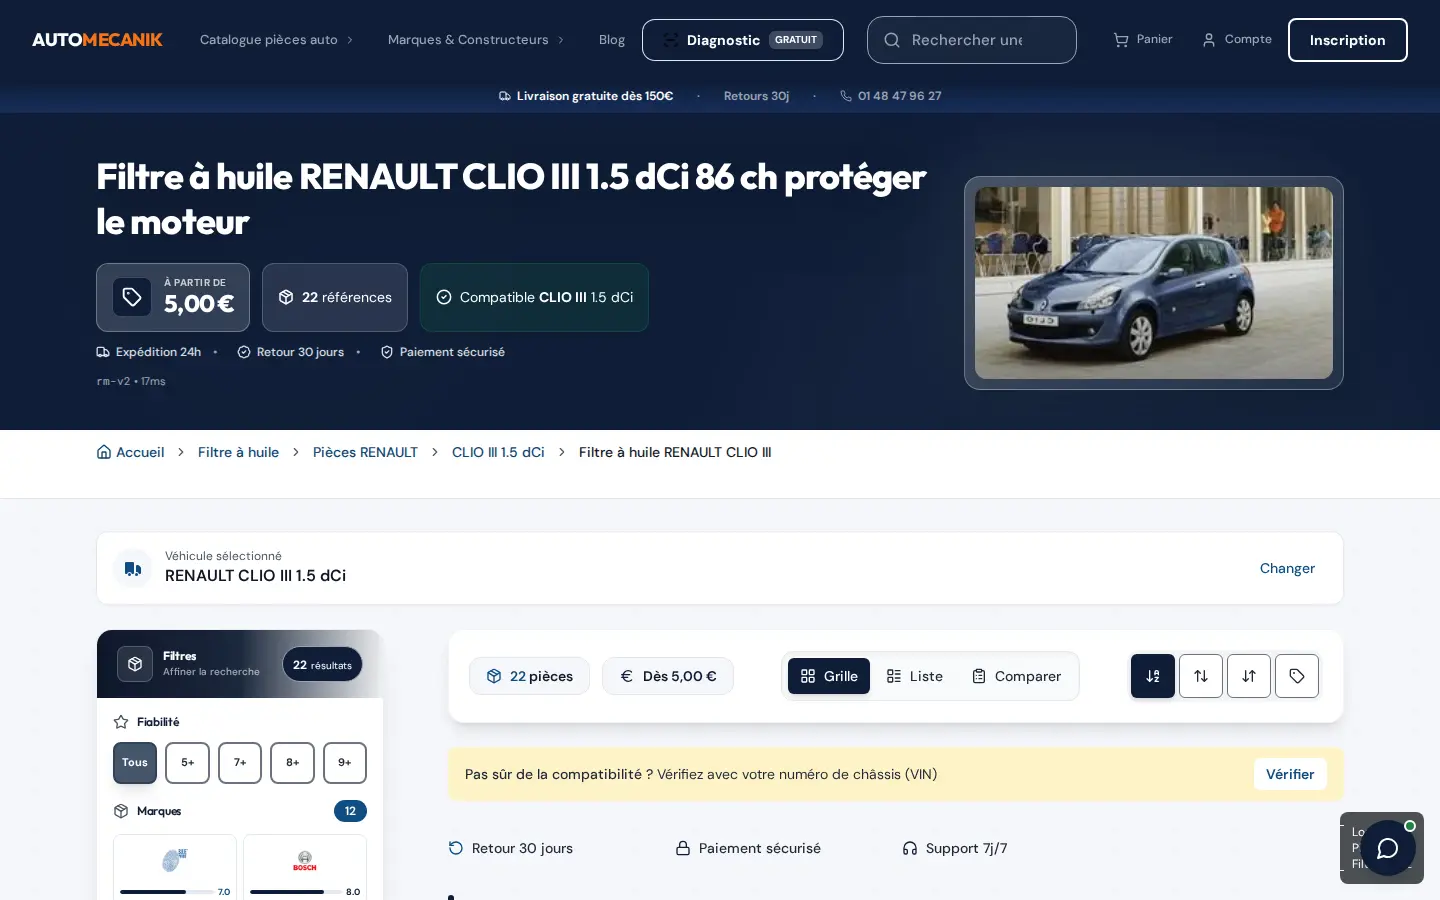 AUTOMECANIK
Catalogue pièces auto
Marques & Constructeurs
Blog
Diagnostic GRATUIT
Rechercher une
Panier
Compte
Inscription
Livraison gratuite dès 150€ • Retours 30j • 01 48 47 96 27
Filtre à huile RENAULT CLIO III 1.5 dCi 86 ch protéger
le moteur
À PARTIR DE
5,00 €
22 références
Compatible CLIO III 1.5 dCi
Expédition 24h • Retour 30 jours • Paiement sécurisé
rm-v2 • 17ms
Accueil > Filtre à huile > Pièces RENAULT > CLIO III 1.5 dCi > Filtre à huile RENAULT CLIO III
Véhicule sélectionné
RENAULT CLIO III 1.5 dCi
Changer
Filtres
Affiner la recherche
22 résultats
Fiabilité
Tous 5+ 7+ 8+ 9+
Marques
12
BOSCH
7.0
8.0
22 pièces
€ Dès 5,00 €
Grille
Liste
Comparer
Pas sûr de la compatibilité ? Vérifiez avec votre numéro de châssis (VIN)
Vérifier
Retour 30 jours
Paiement sécurisé
Support 7j/7